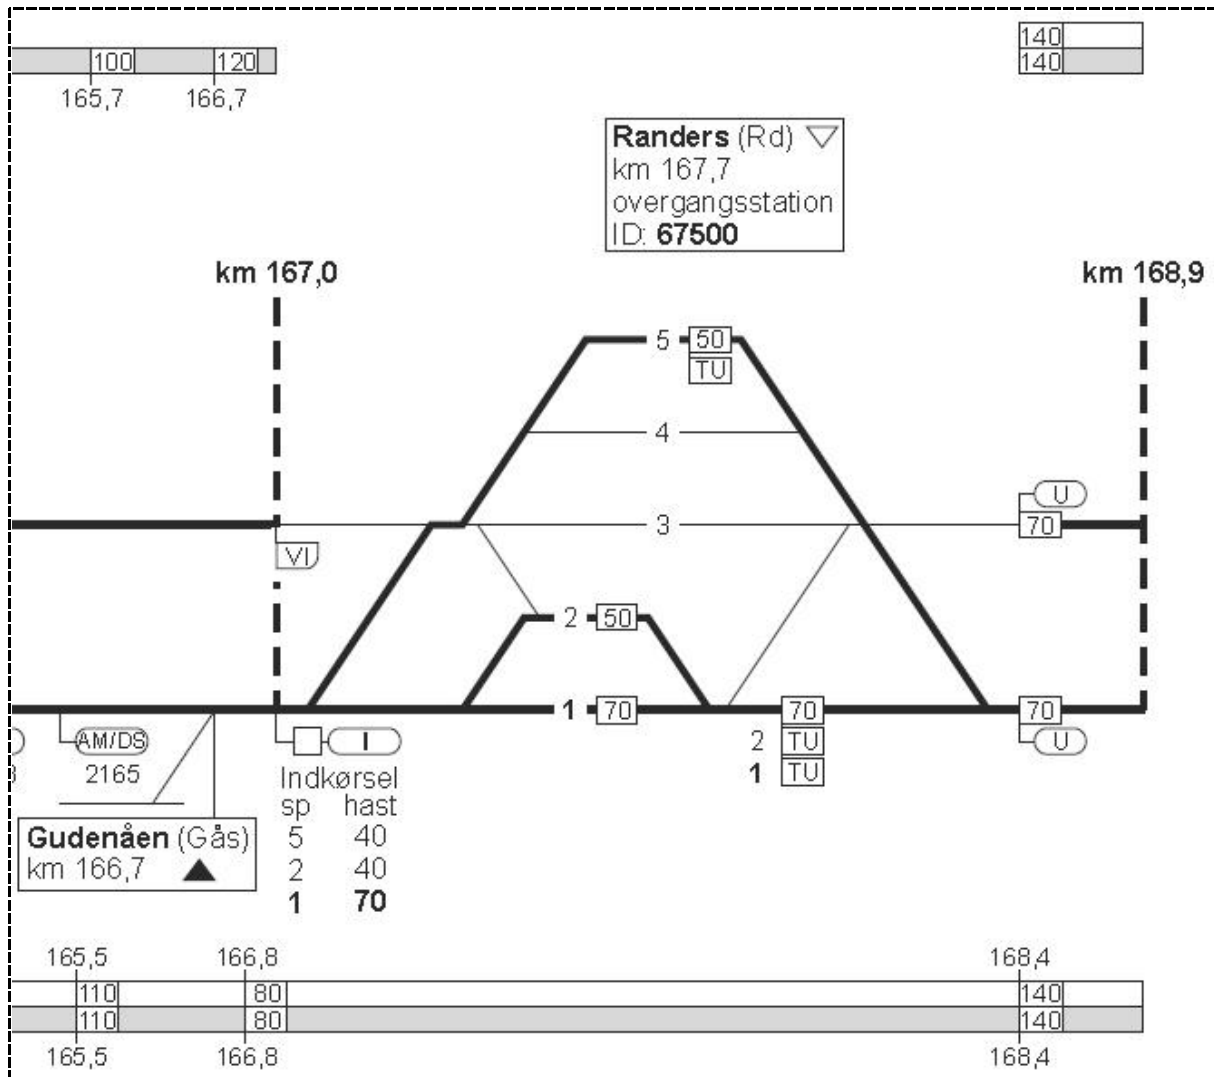 140
100 120 140
165,7 166,7
Randers (Rd)
km 167,7
overgangsstation
ID: 67500
km 167,0 km 168,9
5 50
TU
4
U
3 70
VI
2 50
1 70 70 70
AM/DS I 2 TU U
2165 1 TU
Indkørsel
sp hast
5 40
2 40
1 70
Gudenåen (Gås)
km 166,7
165,5 166,8 168,4
110 80 140
110 80 140
165,5 166,8 168,4